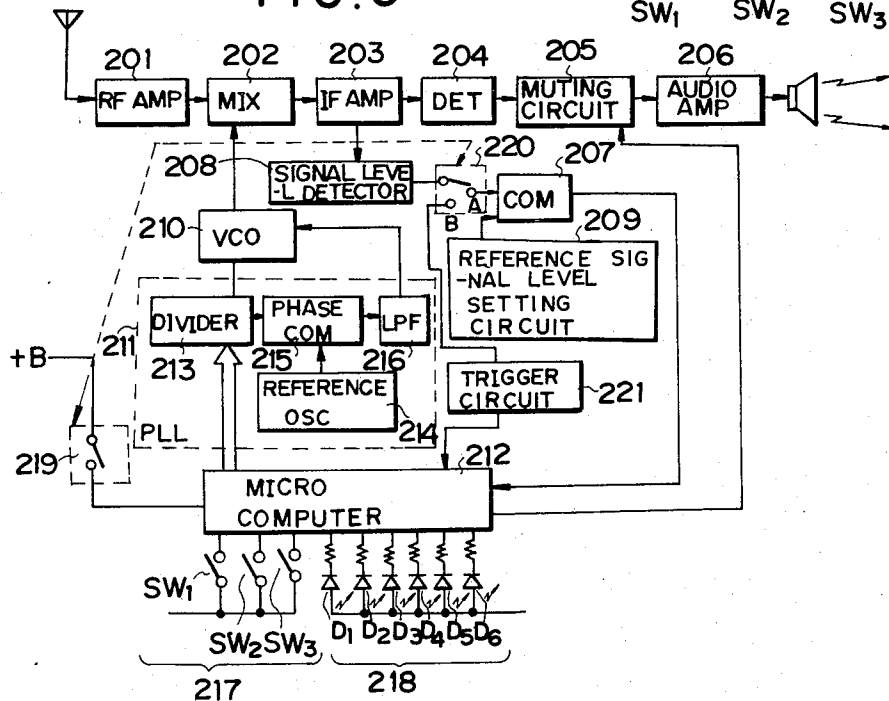 SW1 SW2 SW3
201 202 203 204 205 206
RF AMP MIX IF AMP DET MUTING CIRCUIT AUDIO AMP
208 220 207
SIGNAL LEVE
-L DETECTOR
A
B
COM
210
VCO
209
REFERENCE SIG
-NAL LEVEL
SETTING
CIRCUIT
211
DIVIDER
PHASE
COM
LPF
213 215 216
+B
REFERENCE
OSC
214
TRIGGER
CIRCUIT
221
PLL
219
212
MICRO
COMPUTER
SW1
SW2 SW3
D1 D2 D3 D4 D5 D6
217 218